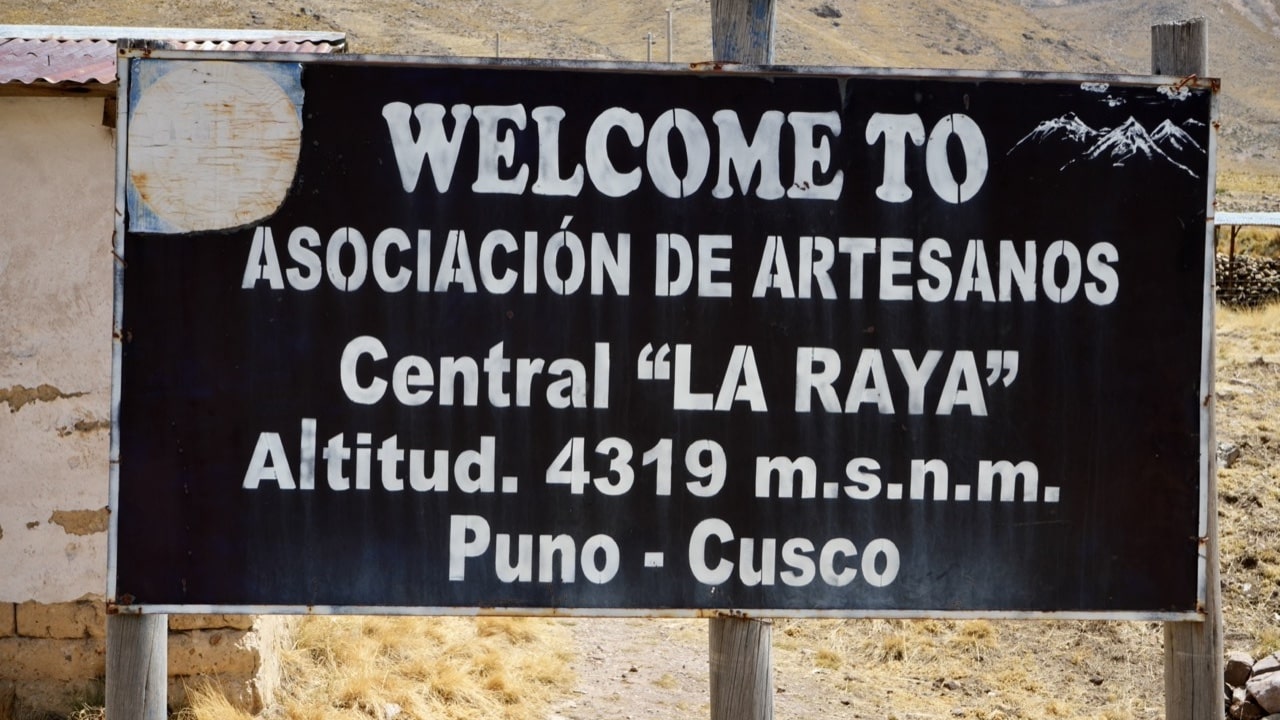 WELCOME TO
ASOCIACIÓN DE ARTESANOS
Central “LA RAYA”
Altitud. 4319 m.s.n.m.
Puno - Cusco